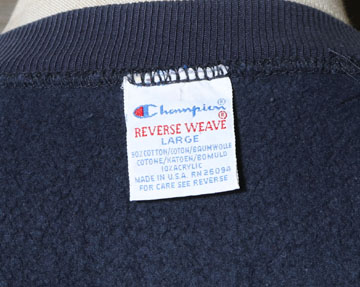 Champion®
REVERSE WEAVE®
LARGE
90% COTTON/COTON/BAUMWOLLE
COTONE/KATOEN/BOMULD
10% ACRYLIC
MADE IN U.S.A. RN 26094
FOR CARE SEE REVERSE